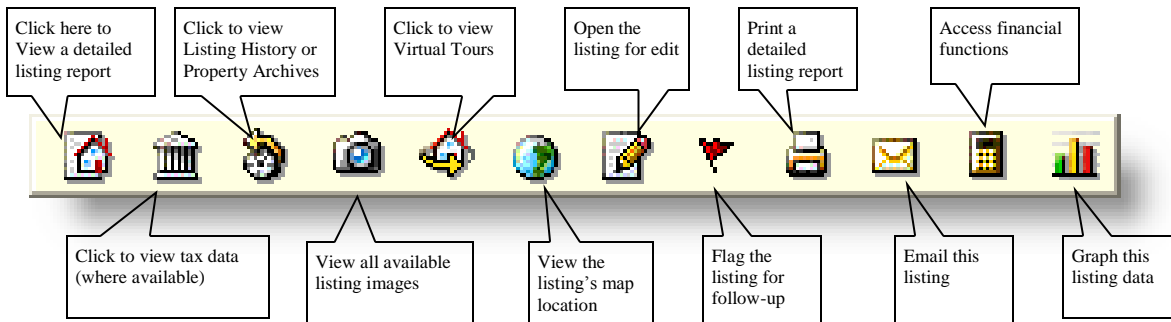 Click here to
View a detailed
listing report
Click to view
Listing History or
Property Archives
Click to view
Virtual Tours
Open the
listing for edit
Print a
detailed
listing report
Access financial
functions
Click to view tax data
(where available)
View all available
listing images
View the
listing’s map
location
Flag the
listing for
follow-up
Email this
listing
Graph this
listing data